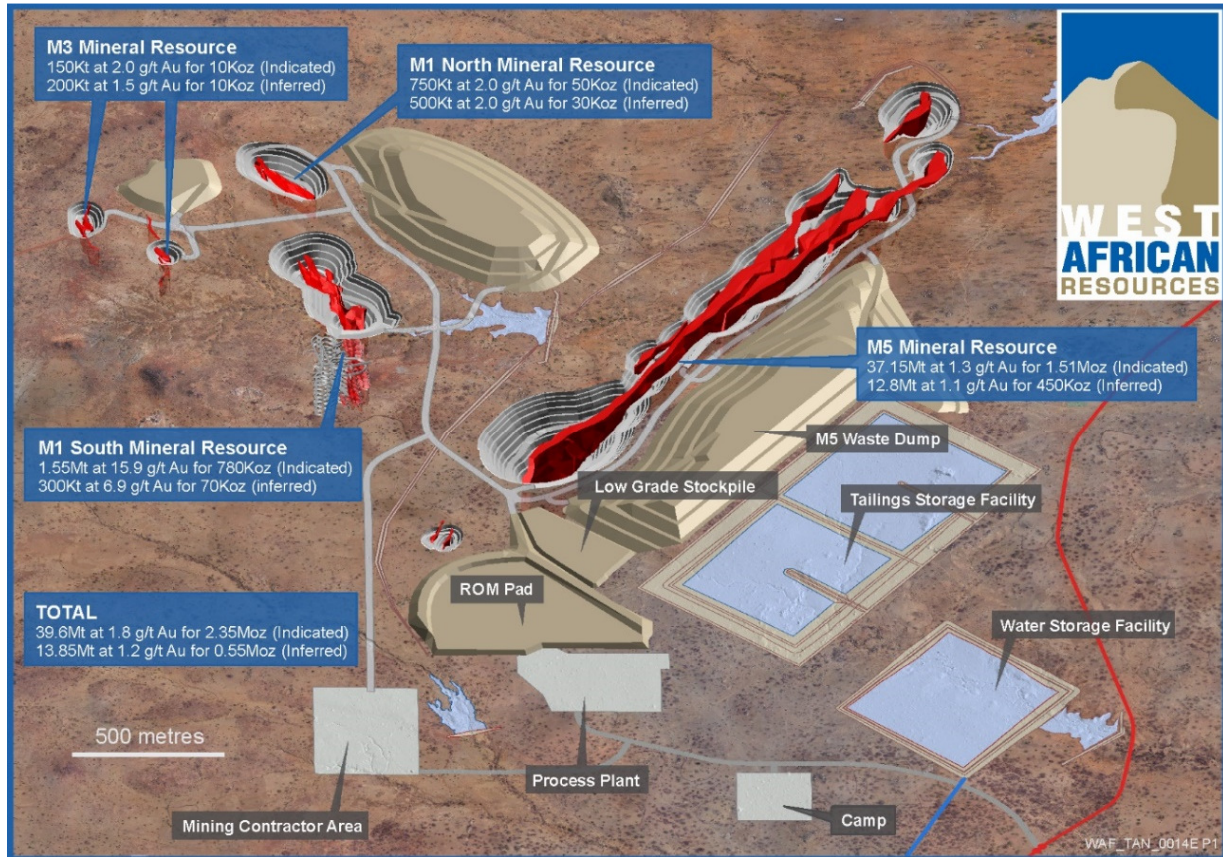 M3 Mineral Resource
150Kt at 2.0 g/t Au for 10Koz (Indicated)
200Kt at 1.5 g/t Au for 10Koz (Inferred)
M1 North Mineral Resource
750Kt at 2.0 g/t Au for 50Koz (Indicated)
500Kt at 2.0 g/t Au for 30Koz (Inferred)
WEST
AFRICAN
RESOURCES
M5 Mineral Resource
37.15Mt at 1.3 g/t Au for 1.51Moz (Indicated)
12.8Mt at 1.1 g/t Au for 450Koz (Inferred)
M1 South Mineral Resource
1.55Mt at 15.9 g/t Au for 780Koz (Indicated)
300Kt at 6.9 g/t Au for 70Koz (inferred)
M5 Waste Dump
Low Grade Stockpile
Tailings Storage Facility
ROM Pad
TOTAL
39.6Mt at 1.8 g/t Au for 2.35Moz (Indicated)
13.85Mt at 1.2 g/t Au for 0.55Moz (Inferred)
Water Storage Facility
500 metres
Process Plant
Mining Contractor Area
Camp
WAF_TAN_0014E P1